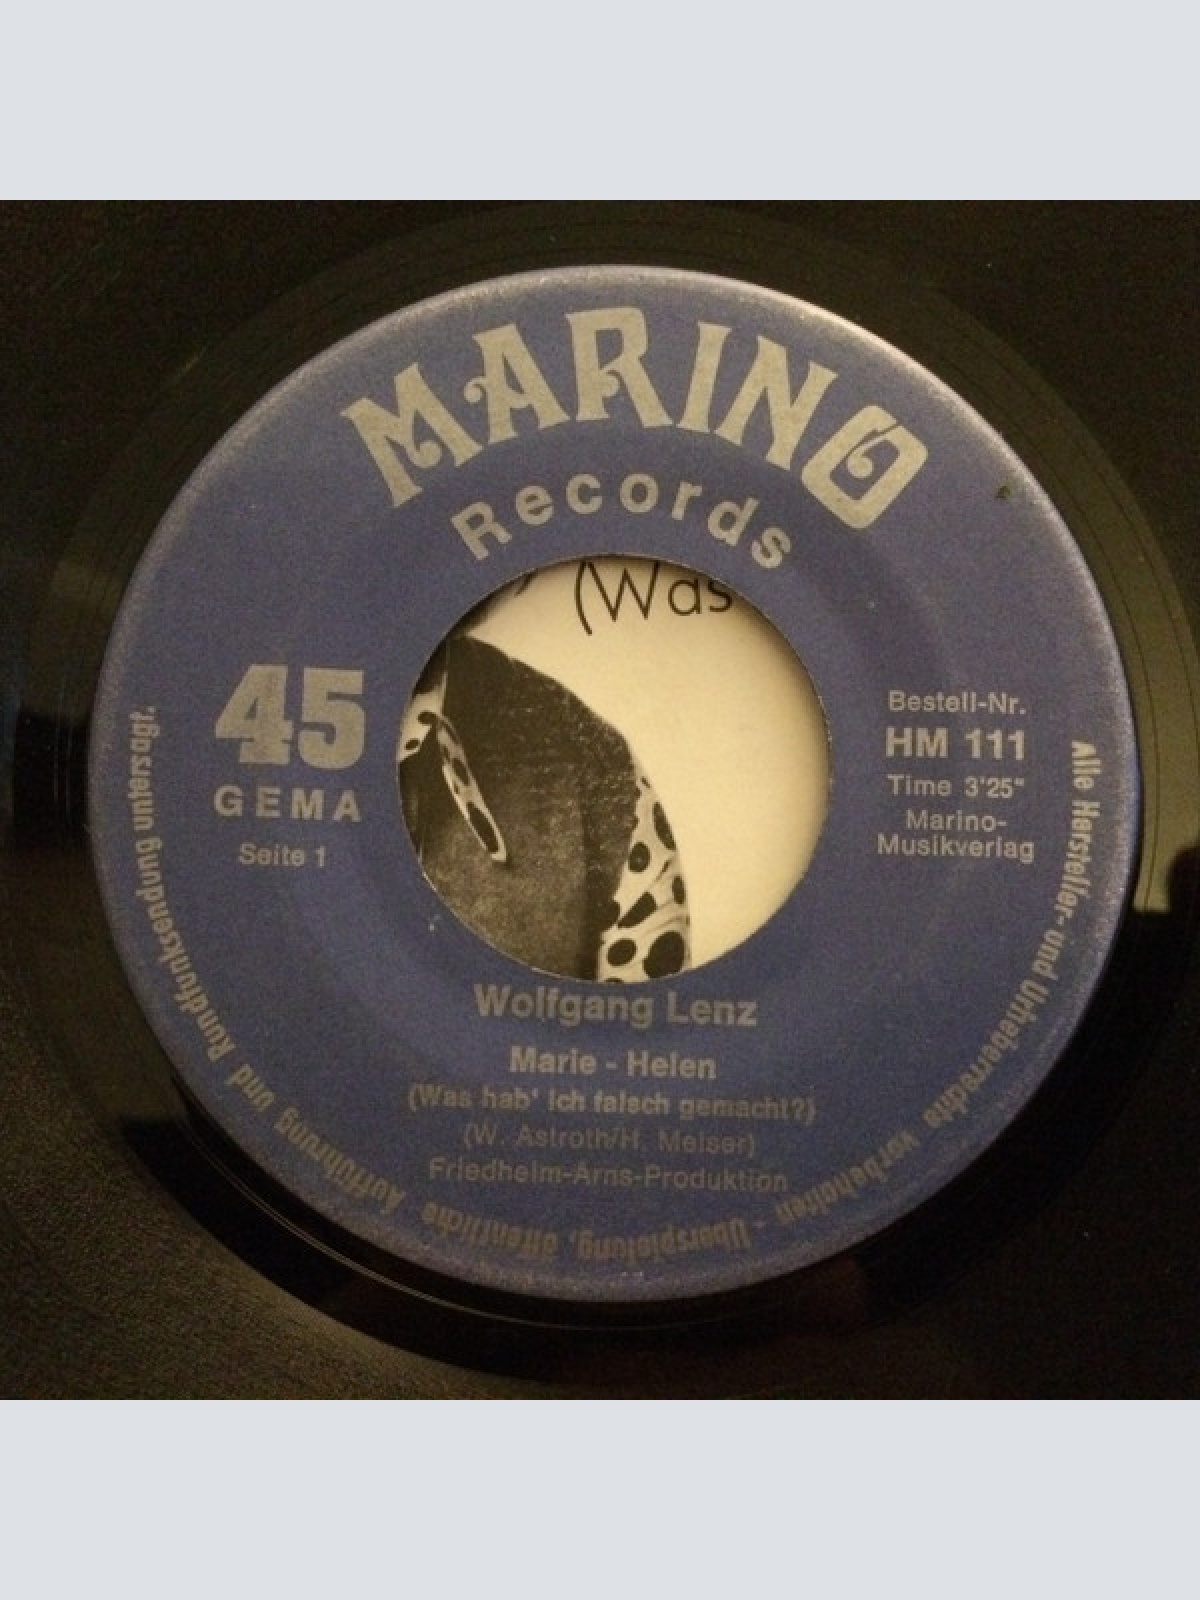 MARINO
Records
(Was
45
GEMA
Seite 1
Bestell-Nr.
HM 111
Time 3'25"
Marino-
Musikverlag
Wolfgang Lenz
Marie - Helen
(Was hab' ich falsch gemacht?)
(W. Astroth/H. Meiser)
Friedhelm-Arns-Produktion
Alle Hersteller- und Urheberrechte vorbehalten - Überspielung, öffentliche Aufführung und Rundfunksendung untersagt.